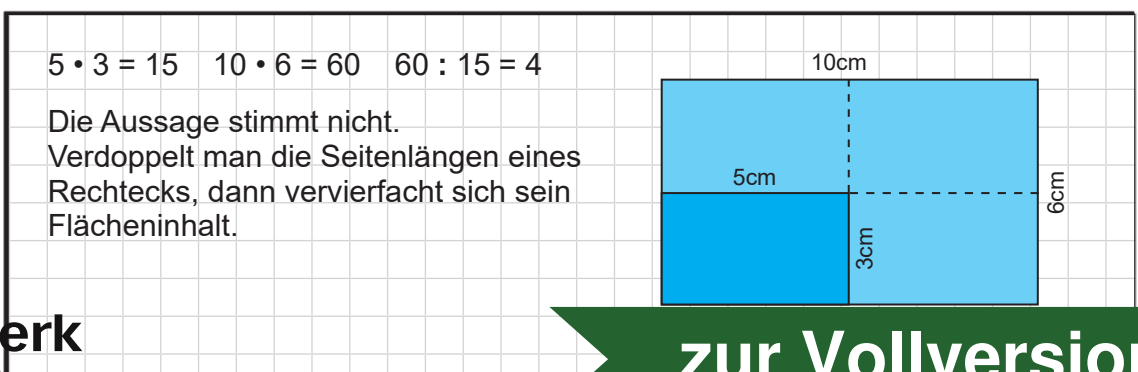 5 • 3 = 15    10 • 6 = 60    60 : 15 = 4
Die Aussage stimmt nicht.
Verdoppelt man die Seitenlängen eines
Rechtecks, dann vervierfacht sich sein
Flächeninhalt.
10cm
5cm
6cm
3cm
erk
zur Vollversion